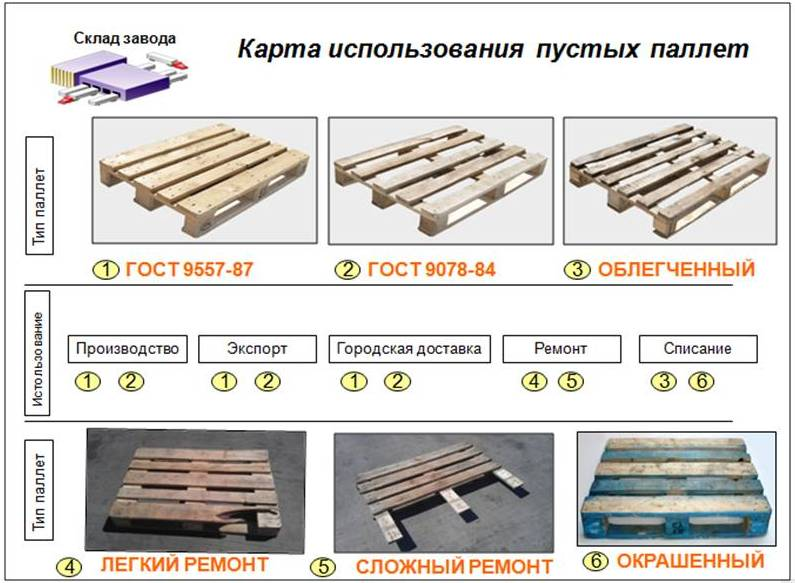 Склад завода
Карта использования пустых паллет
Тип паллет
1 ГОСТ 9557-87
2 ГОСТ 9078-84
3 ОБЛЕГЧЕННЫЙ
Истользование
Производство
Экспорт
Городская доставка
Ремонт
Списание
1 2
1 2
1 2
4 5
3 6
Тип паллет
4 ЛЕГКИЙ РЕМОНТ
5 СЛОЖНЫЙ РЕМОНТ
6 ОКРАШЕННЫЙ